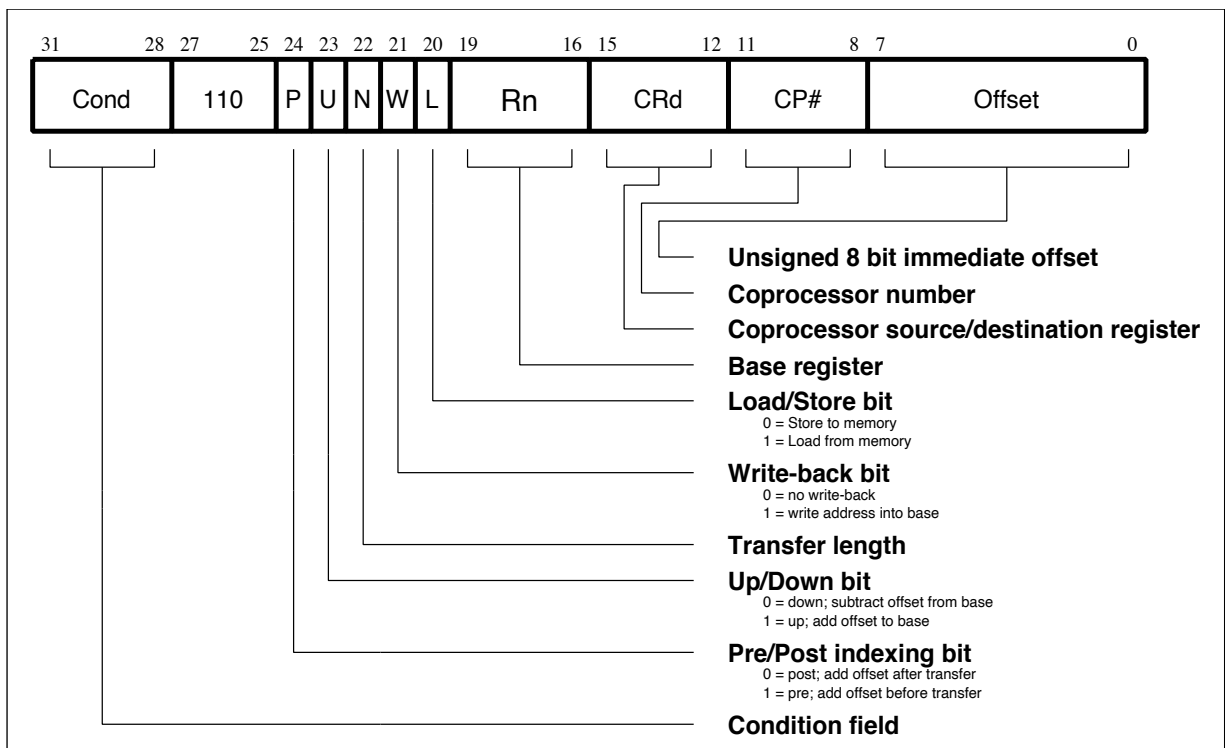 31 28 27 25 24 23 22 21 20 19 16 15 12 11 8 7 0
Cond 110 P U N W L Rn CRd CP# Offset
Unsigned 8 bit immediate offset
Coprocessor number
Coprocessor source/destination register
Base register
Load/Store bit
0 = Store to memory
1 = Load from memory
Write-back bit
0 = no write-back
1 = write address into base
Transfer length
Up/Down bit
0 = down; subtract offset from base
1 = up; add offset to base
Pre/Post indexing bit
0 = post; add offset after transfer
1 = pre; add offset before transfer
Condition field